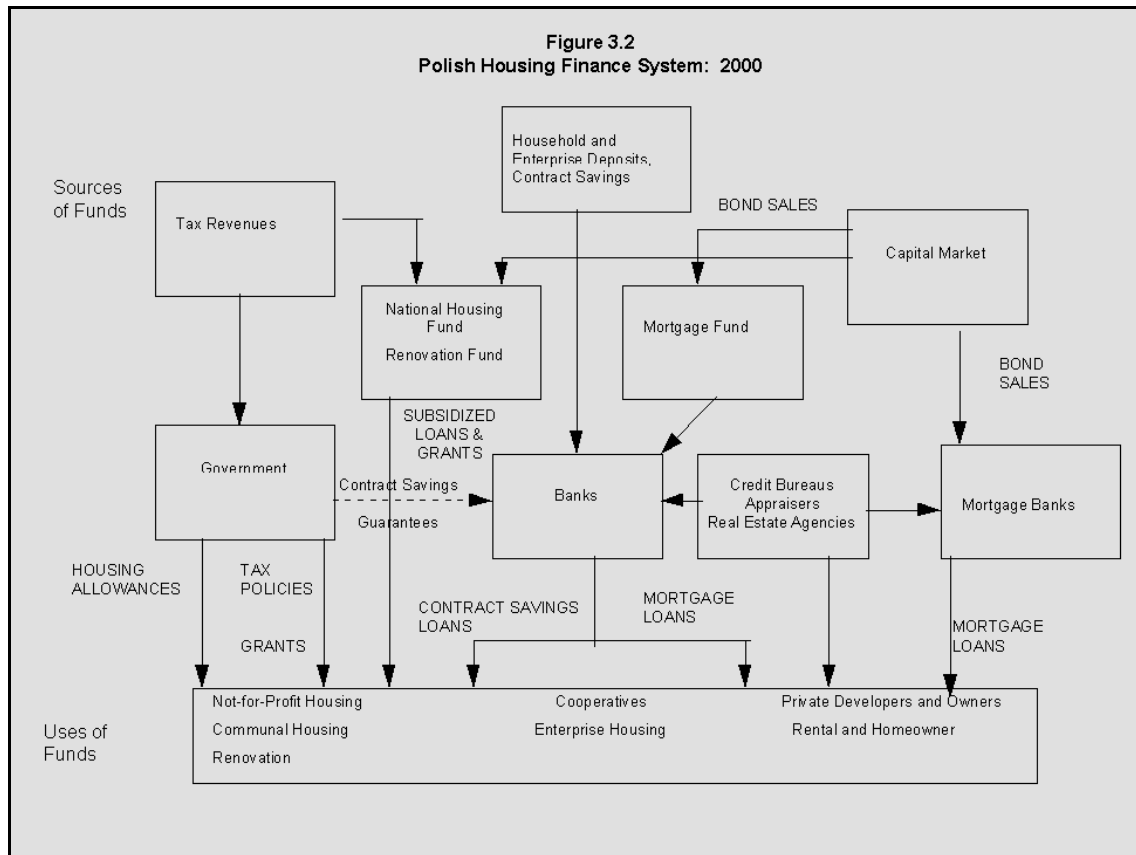 Figure 3.2
Polish Housing Finance System: 2000
Household and
Enterprise Deposits,
Contract Savings
Sources
of Funds
Tax Revenues
BOND SALES
Capital Market
National Housing
Fund
Renovation Fund
Mortgage Fund
BOND
SALES
SUBSIDIZED
LOANS &
GRANTS
Government
Contract Savings
Guarantees
Banks
Credit Bureaus
Appraisers
Real Estate Agencies
Mortgage Banks
HOUSING
ALLOWANCES
TAX
POLICIES
GRANTS
CONTRACT SAVINGS
LOANS
MORTGAGE
LOANS
MORTGAGE
LOANS
Uses of
Funds
Not-for-Profit Housing
Communal Housing
Renovation
Cooperatives
Enterprise Housing
Private Developers and Owners
Rental and Homeowner